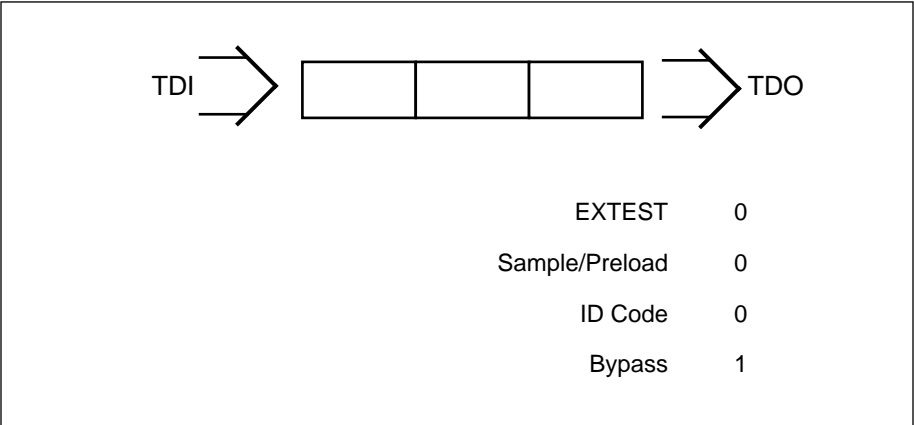 TDI TDO
EXTEST 0
Sample/Preload 0
ID Code 0
Bypass 1